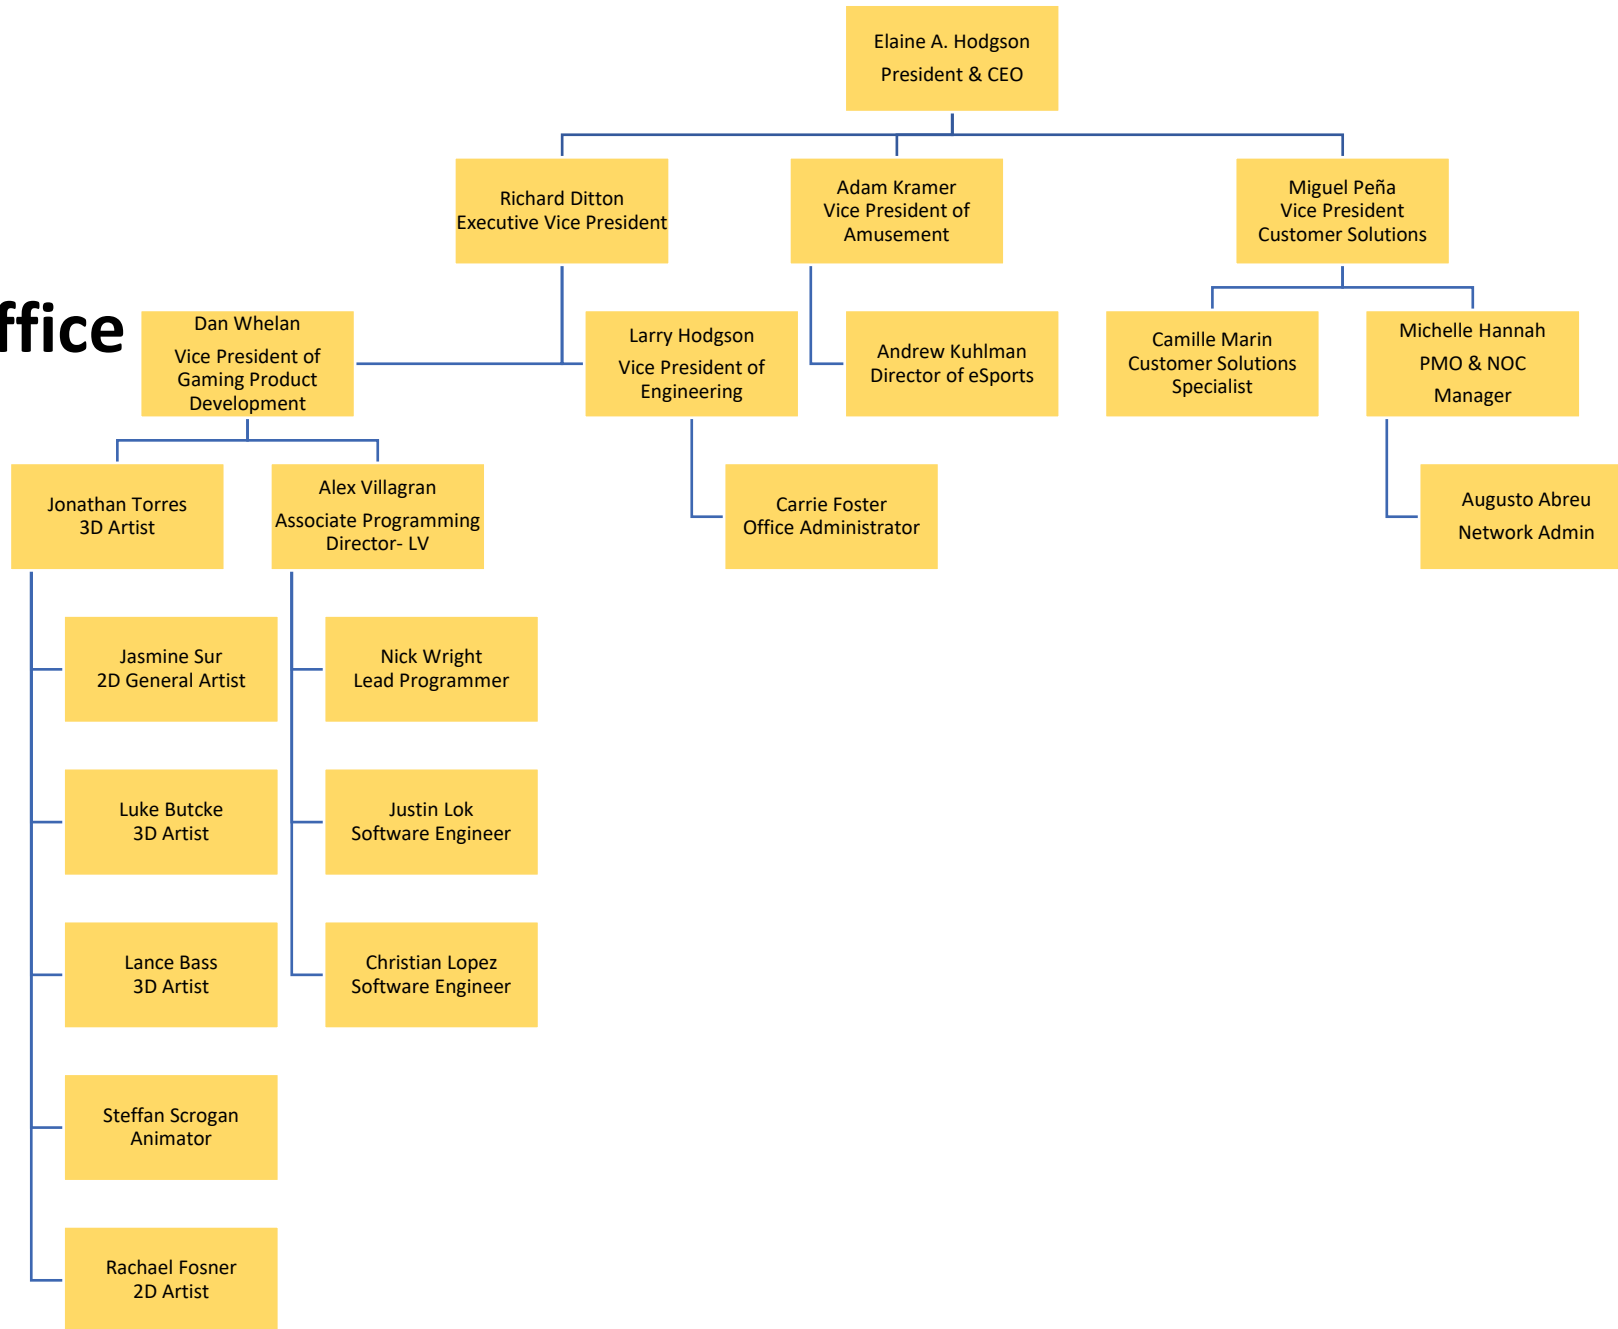 Elaine A. Hodgson
President & CEO
Richard Ditton
Executive Vice President
Adam Kramer
Vice President of
Amusement
Miguel Peña
Vice President
Customer Solutions
ffice
Dan Whelan
Vice President of
Gaming Product
Development
Larry Hodgson
Vice President of
Engineering
Andrew Kuhlman
Director of eSports
Camille Marin
Customer Solutions
Specialist
Michelle Hannah
PMO & NOC
Manager
Jonathan Torres
3D Artist
Alex Villagran
Associate Programming
Director- LV
Carrie Foster
Office Administrator
Augusto Abreu
Network Admin
Jasmine Sur
2D General Artist
Nick Wright
Lead Programmer
Luke Butcke
3D Artist
Justin Lok
Software Engineer
Lance Bass
3D Artist
Christian Lopez
Software Engineer
Steffan Scrogan
Animator
Rachael Fosner
2D Artist